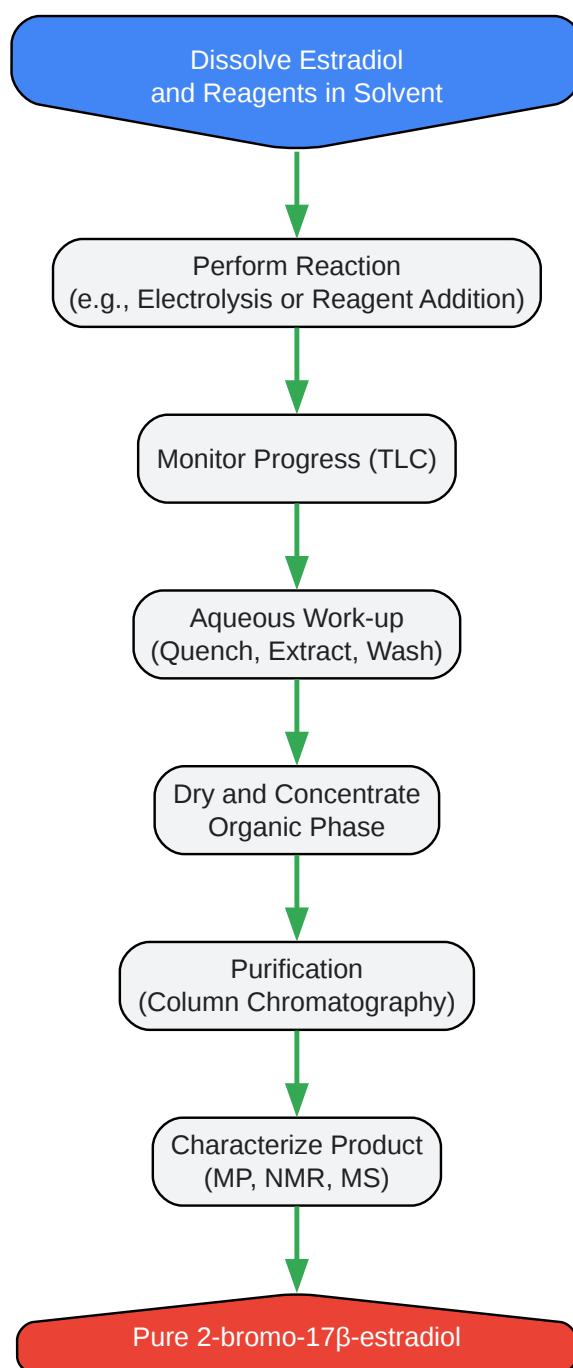 Dissolve Estradiol
and Reagents in Solvent
Perform Reaction
(e.g., Electrolysis or Reagent Addition)
Monitor Progress (TLC)
Aqueous Work-up
(Quench, Extract, Wash)
Dry and Concentrate
Organic Phase
Purification
(Column Chromatography)
Characterize Product
(MP, NMR, MS)
Pure 2-bromo-17β-estradiol